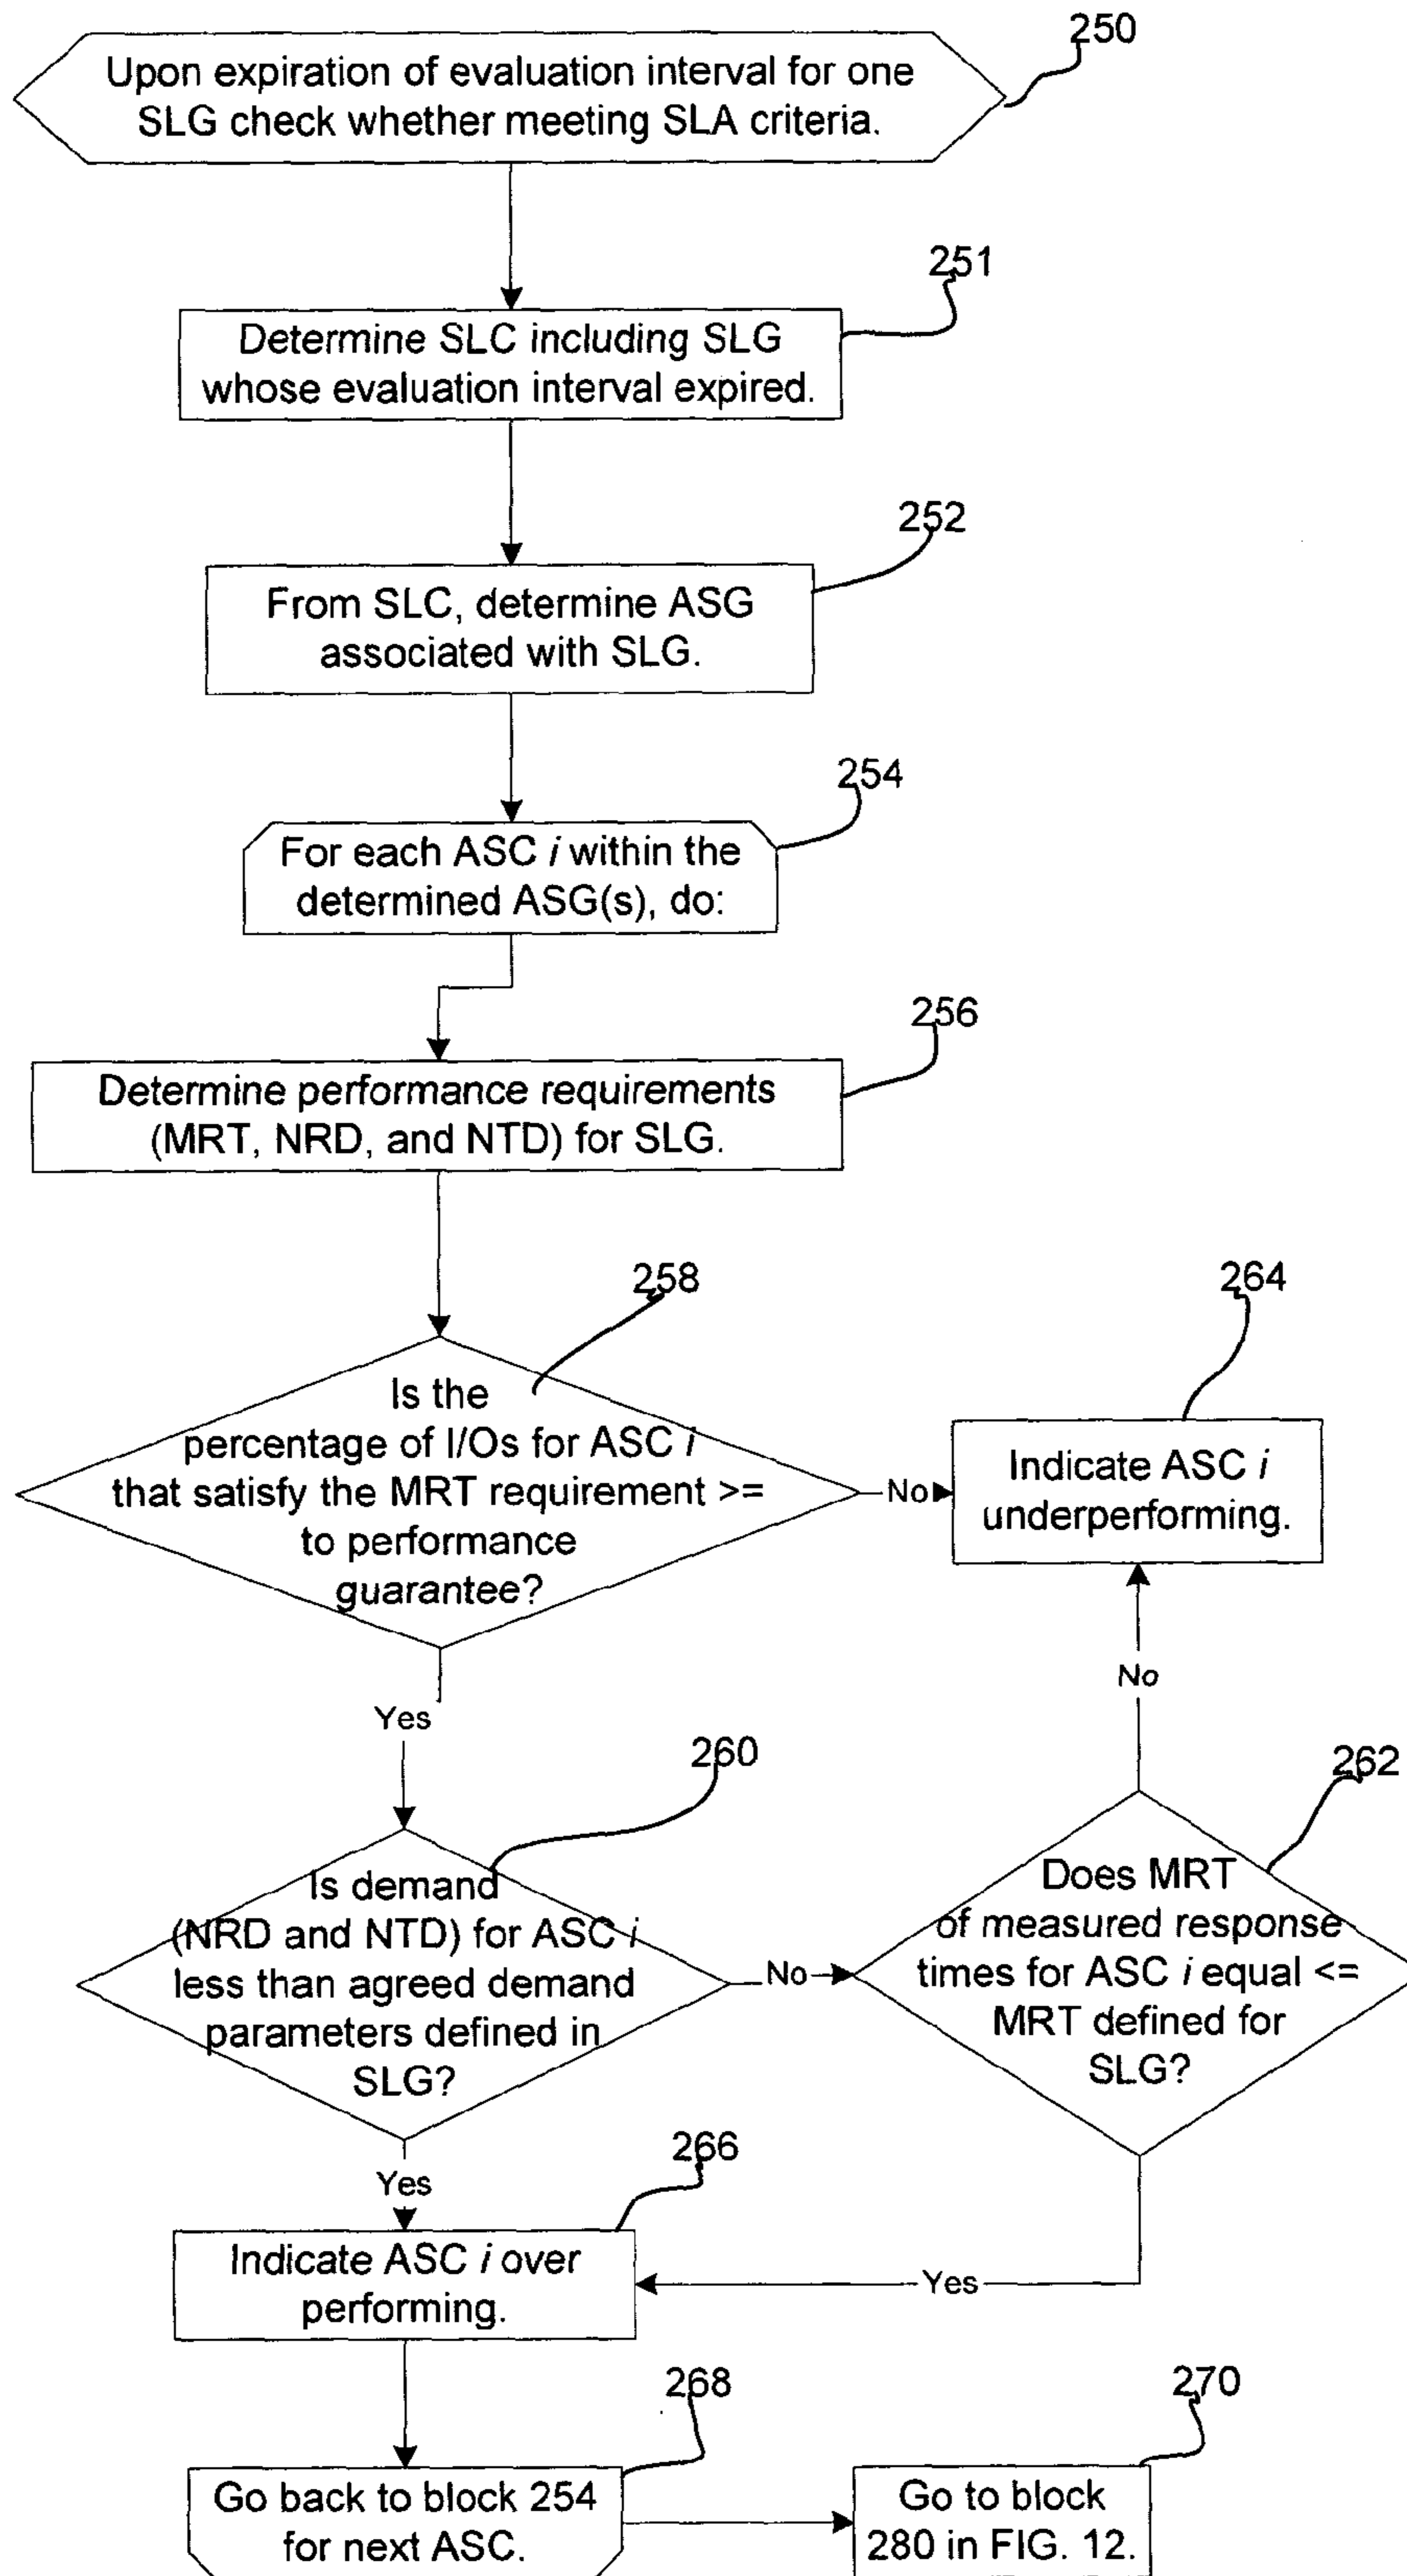 250
Upon expiration of evaluation interval for one
SLG check whether meeting SLA criteria.
251
Determine SLC including SLG
whose evaluation interval expired.
252
From SLC, determine ASG
associated with SLG.
254
For each ASC i within the
determined ASG(s), do:
256
Determine performance requirements
(MRT, NRD, and NTD) for SLG.
258
Is the
percentage of I/Os for ASC i
that satisfy the MRT requirement >=
to performance
guarantee?
No
264
Indicate ASC i
underperforming.
Yes
No
260
Is demand
(NRD and NTD) for ASC i
less than agreed demand
parameters defined in
SLG?
No
262
Does MRT
of measured response
times for ASC i equal <=
MRT defined for
SLG?
Yes
266
Indicate ASC i over
performing.
Yes
268
Go back to block 254
for next ASC.
270
Go to block
280 in FIG. 12.